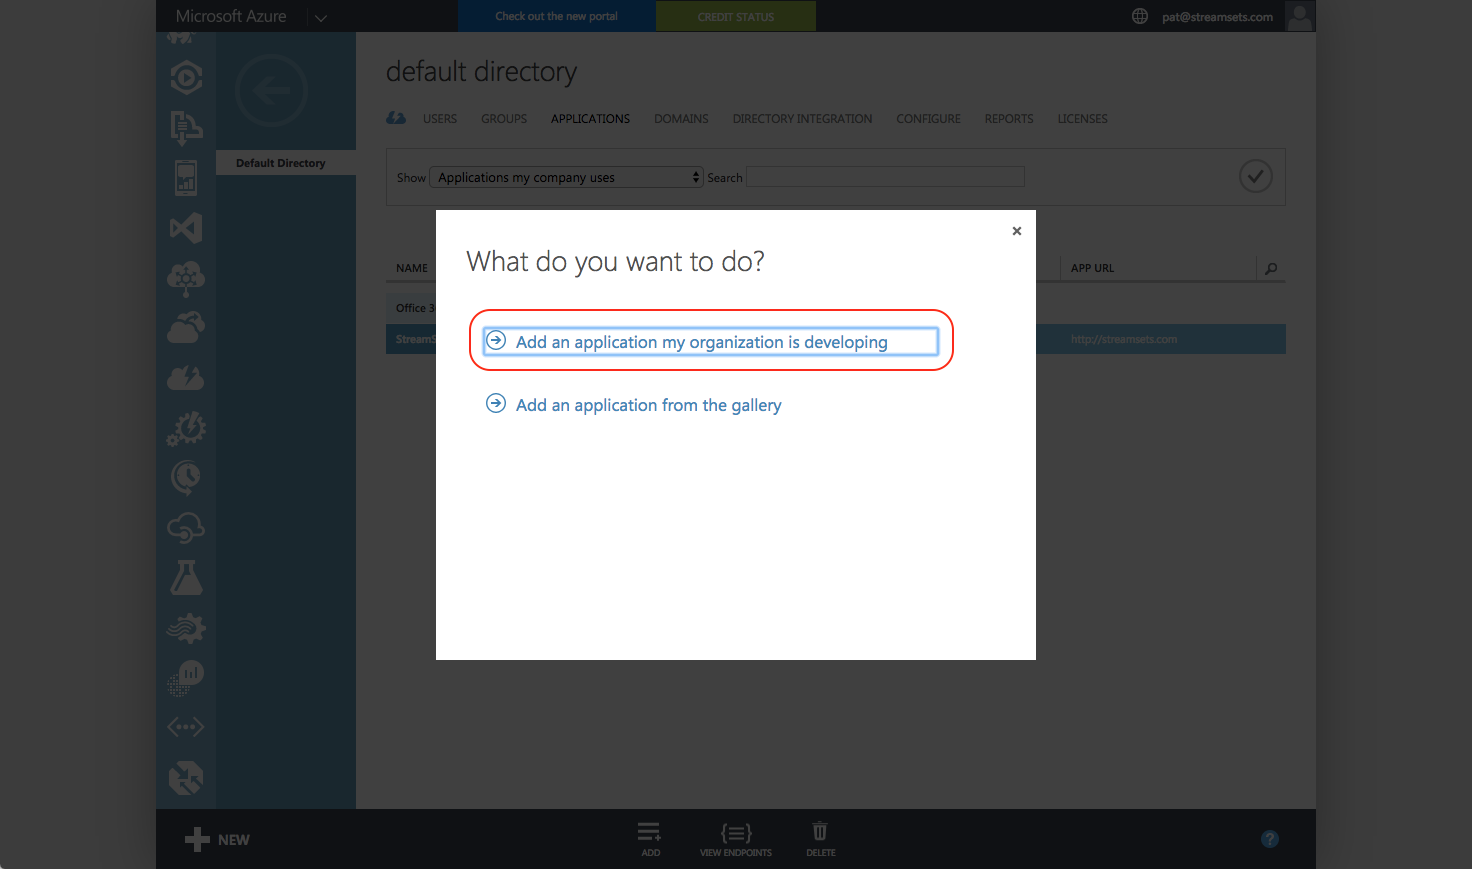 Microsoft Azure
Check out the new portal
CREDIT STATUS
pat@streamsets.com
default directory
USERS GROUPS APPLICATIONS DOMAINS DIRECTORY INTEGRATION CONFIGURE REPORTS LICENSES
Default Directory
Show Applications my company uses Search
What do you want to do?
NAME
APP URL
Office 3
Add an application my organization is developing
StreamS
http://streamsets.com
Add an application from the gallery
NEW
ADD
VIEW ENDPOINTS
DELETE
?